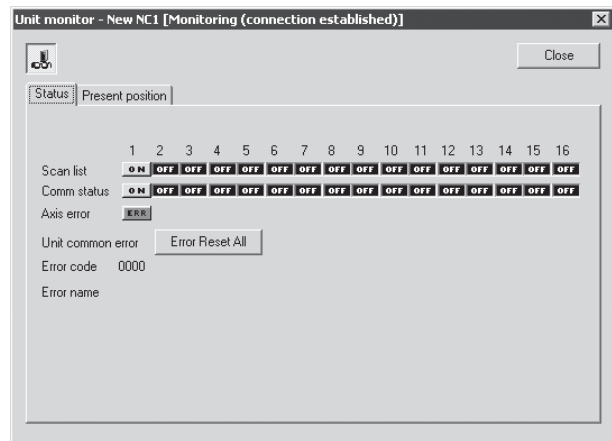 Unit monitor - New NC1 [Monitoring (connection established)]
Close
Status Present position
1 2 3 4 5 6 7 8 9 10 11 12 13 14 15 16
Scan list ON OFF OFF OFF OFF OFF OFF OFF OFF OFF OFF OFF OFF OFF OFF OFF
Comm status ON OFF OFF OFF OFF OFF OFF OFF OFF OFF OFF OFF OFF OFF OFF OFF
Axis error ERR
Unit common error Error Reset All
Error code 0000
Error name